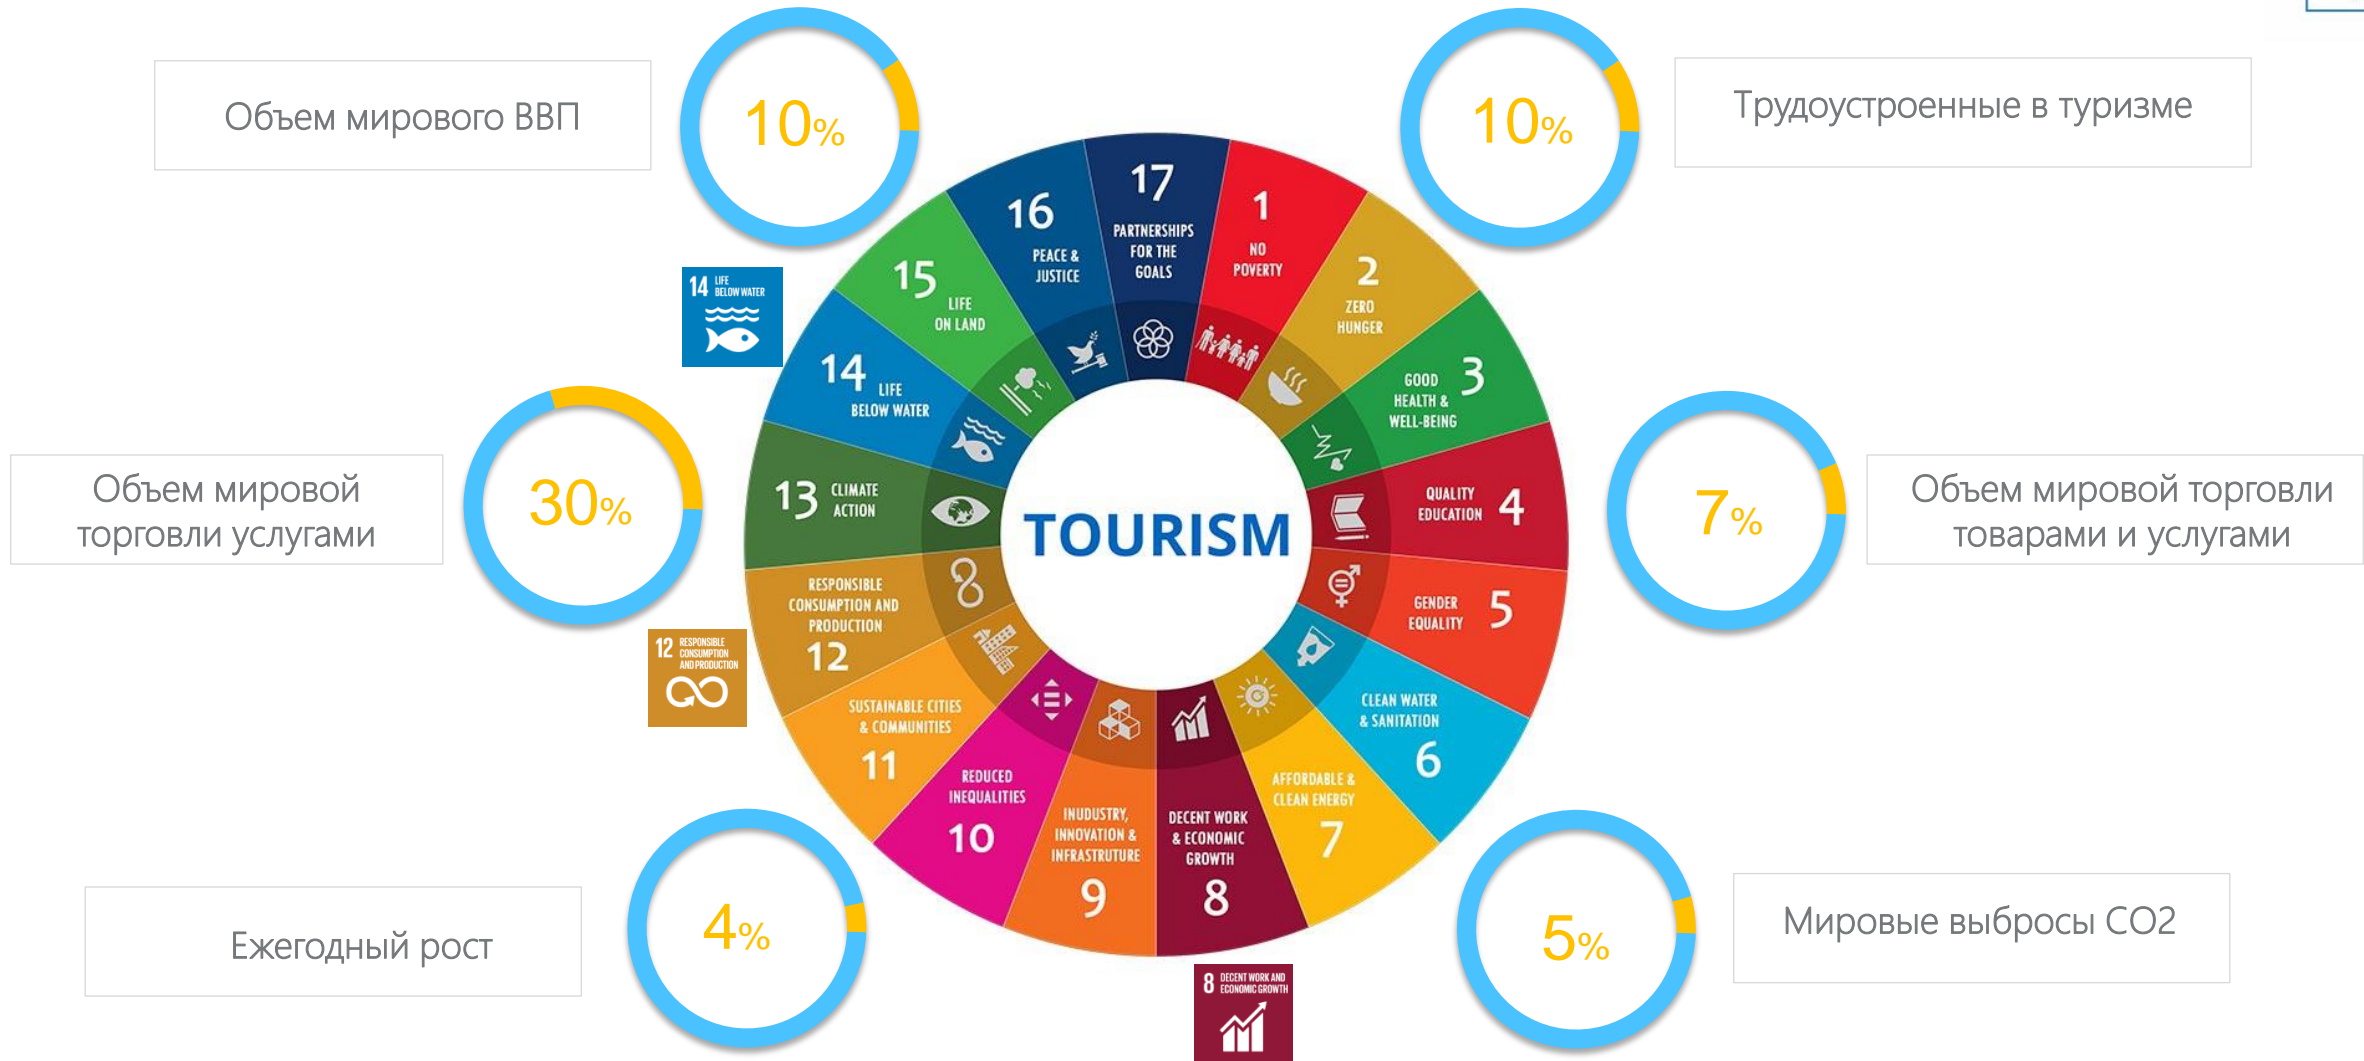 Объем мирового ВВП
10%
10%
Трудоустроенные в туризме
14 LIFE
BELOW WATER
Объем мировой
торговли услугами
30%
7%
Объем мировой торговли
товарами и услугами
12 RESPONSIBLE
CONSUMPTION
AND PRODUCTION
Ежегодный рост
4%
5%
Мировые выбросы СО2
8 DECENT WORK AND
ECONOMIC GROWTH
TOURISM
1
NO
POVERTY
2
ZERO
HUNGER
3
GOOD
HEALTH &
WELL-BEING
QUALITY
EDUCATION 4
GENDER
EQUALITY 5
CLEAN WATER
& SANITATION
6
AFFORDABLE &
CLEAN ENERGY
7
DECENT WORK
& ECONOMIC
GROWTH
8
INUDUSTRY,
INNOVATION &
INFRASTRUTURE
9
REDUCED
INEQUALITIES
10
SUSTAINABLE CITIES
& COMMUNITIES
11
RESPONSIBLE
CONSUMPTION AND
PRODUCTION
12
13 CLIMATE
ACTION
14 LIFE
BELOW WATER
15 LIFE
ON LAND
16
PEACE &
JUSTICE
17
PARTNERSHIPS
FOR THE
GOALS